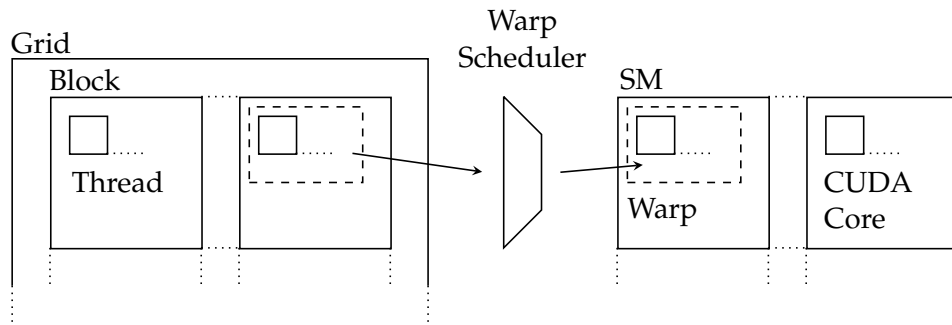 Grid
Block
Thread
Warp
Scheduler
SM
Warp
CUDA
Core